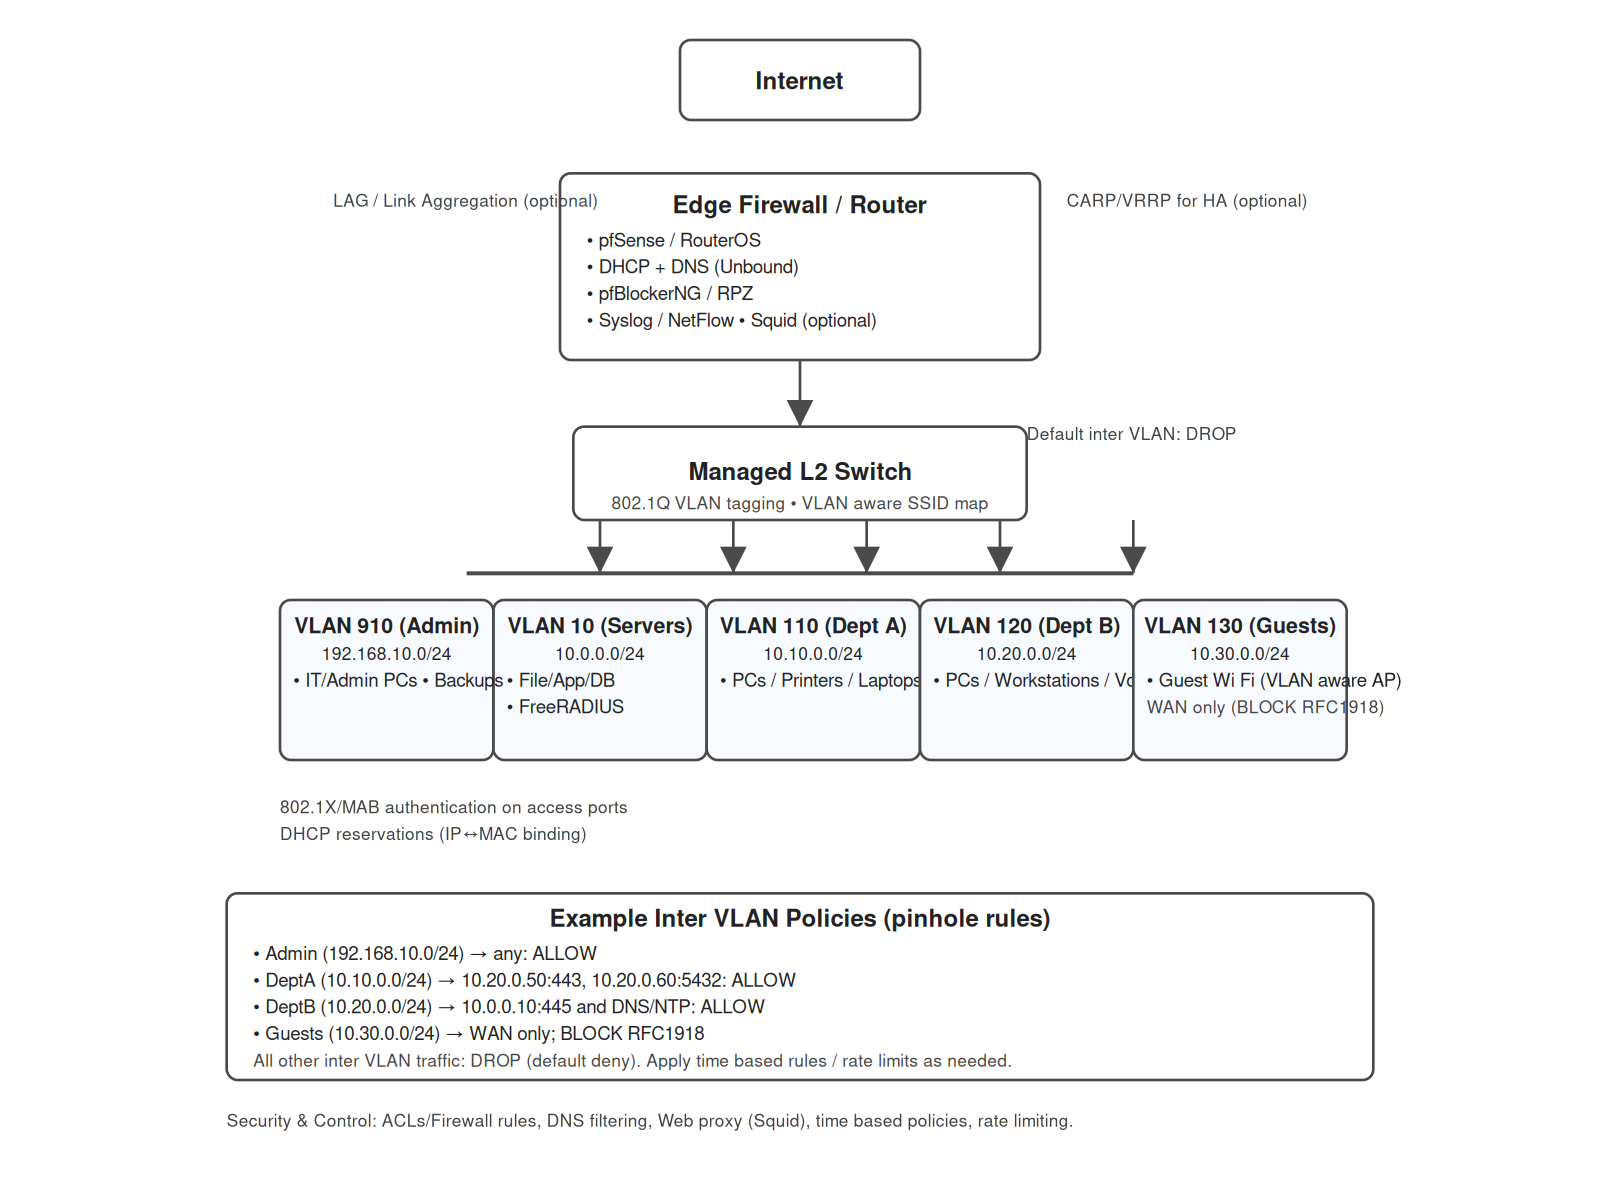 Internet
LAG / Link Aggregation (optional)
Edge Firewall / Router
CARP/VRRP for HA (optional)
• pfSense / RouterOS
• DHCP + DNS (Unbound)
• pfBlockerNG / RPZ
• Syslog / NetFlow • Squid (optional)
Default inter VLAN: DROP
Managed L2 Switch
802.1Q VLAN tagging • VLAN aware SSID map
VLAN 910 (Admin)
192.168.10.0/24
• IT/Admin PCs • Backups
VLAN 10 (Servers)
10.0.0.0/24
• File/App/DB
• FreeRADIUS
VLAN 110 (Dept A)
10.10.0.0/24
• PCs / Printers / Laptops
VLAN 120 (Dept B)
10.20.0.0/24
• PCs / Workstations /
VLAN 130 (Guests)
10.30.0.0/24
• Guest Wi Fi (VLAN aware AP)
WAN only (BLOCK RFC1918)
802.1X/MAB authentication on access ports
DHCP reservations (IP↔MAC binding)
Example Inter VLAN Policies (pinhole rules)
• Admin (192.168.10.0/24) → any: ALLOW
• DeptA (10.10.0.0/24) → 10.20.0.50:443, 10.20.0.60:5432: ALLOW
• DeptB (10.20.0.0/24) → 10.0.0.10:445 and DNS/NTP: ALLOW
• Guests (10.30.0.0/24) → WAN only; BLOCK RFC1918
All other inter VLAN traffic: DROP (default deny). Apply time based rules / rate limits as needed.
Security & Control: ACLs/Firewall rules, DNS filtering, Web proxy (Squid), time based policies, rate limiting.